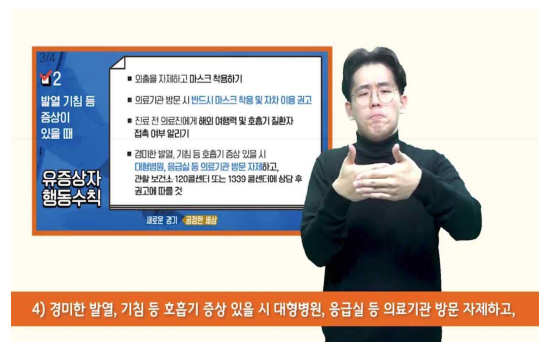 3/4
2
발열 기침 등
증상이
있을 때
유증상자
행동수칙
■ 외출을 자제하고 마스크 착용하기
■ 의료기관 방문 시 반드시 마스크 착용 및 자차 이용 권고
■ 진료 전 의료진에게 해외 여행력 및 호흡기 질환자
접촉 여부 알리기
■ 경미한 발열, 기침 등 호흡기 증상 있을 시
대형병원, 응급실 등 의료기관 방문 자제하고,
관할 보건소, 120콜센터 또는 1339 콜센터에 상담 후
권고에 따를 것
새로운 경기 공정한 세상
4) 경미한 발열, 기침 등 호흡기 증상 있을 시 대형병원, 응급실 등 의료기관 방문 자제하고,